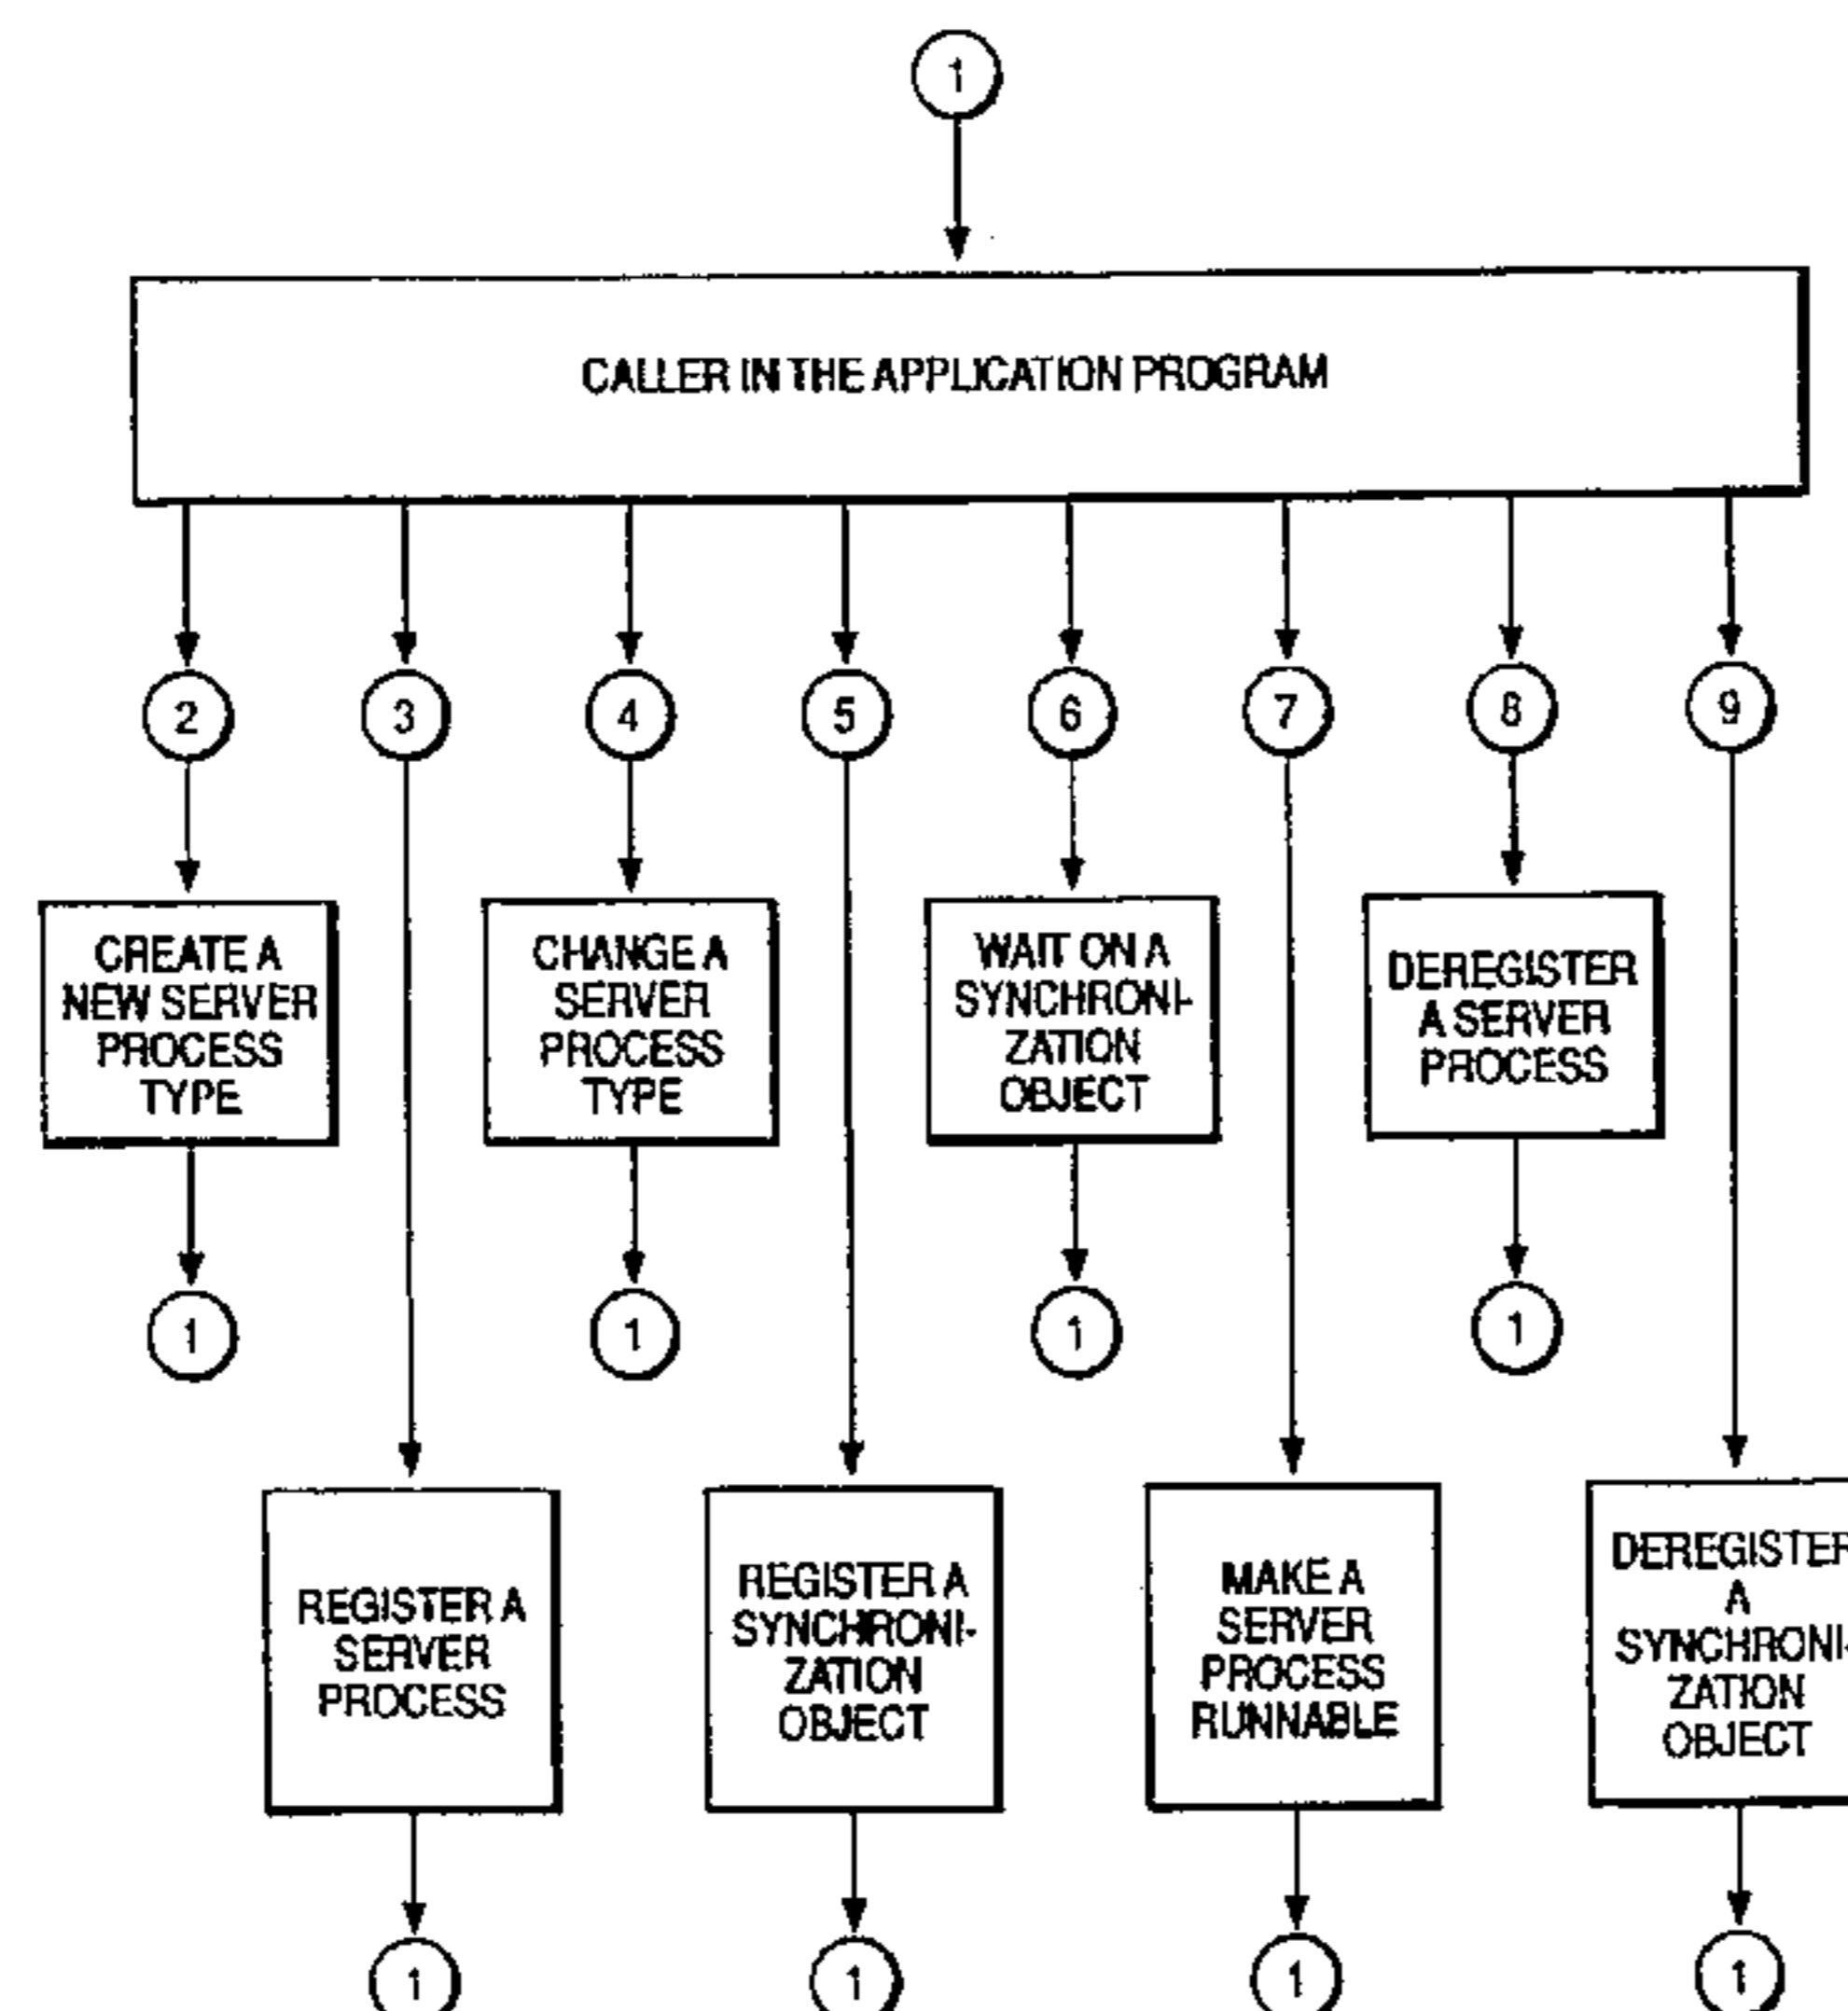 1
CALLER IN THE APPLICATION PROGRAM
2
3
4
5
6
7
8
9
CREATE A
NEW SERVER
PROCESS
TYPE
CHANGE A
SERVER
PROCESS
TYPE
WAIT ON A
SYNCHRONI-
ZATION
OBJECT
DEREGISTER
A SERVER
PROCESS
1
1
1
1
REGISTER A
SERVER
PROCESS
REGISTER A
SYNCHRONI-
ZATION
OBJECT
MAKE A
SERVER
PROCESS
RUNNABLE
DEREGISTER
A
SYNCHRONI-
ZATION
OBJECT
1
1
1
1